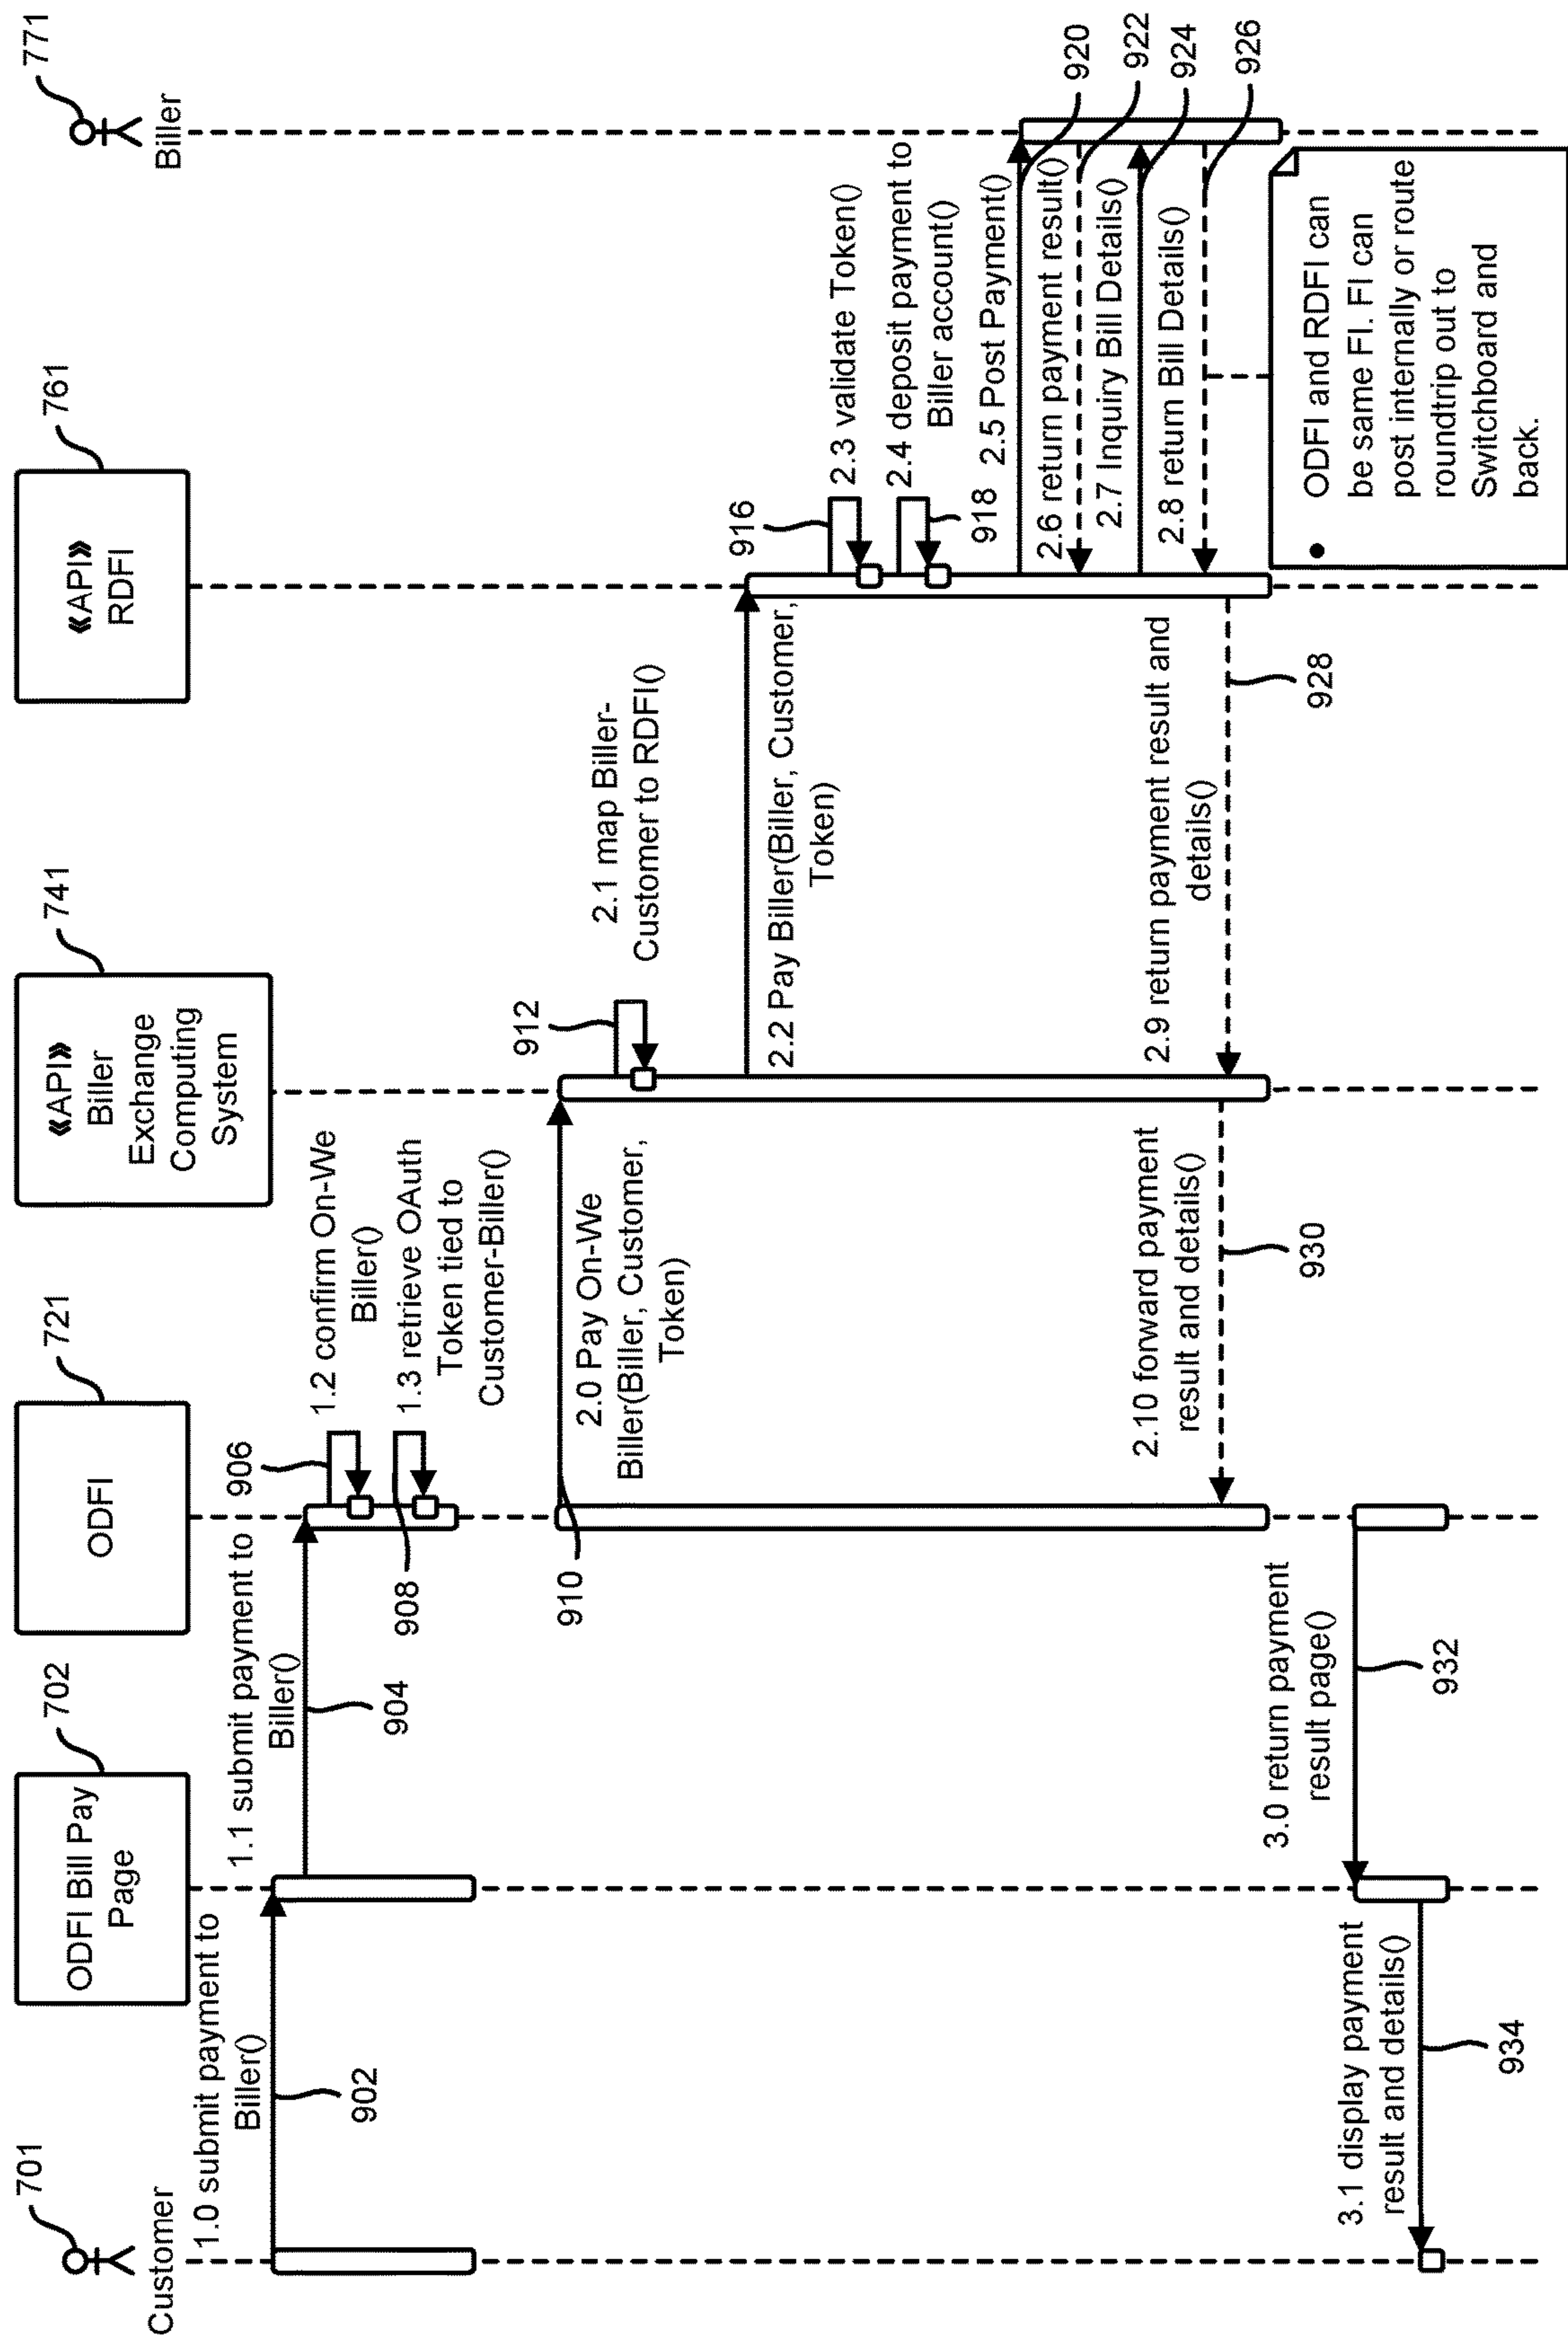 701
Customer
702
ODFI Bill Pay
Page
721
ODFI
741
«API»
Biller
Exchange
Computing
System
761
«API»
RDFI
771
Biller
1.0 submit payment to
Biller()
902
1.1 submit payment to
Biller()
904
906
1.2 confirm On-We
Biller()
908
1.3 retrieve OAuth
Token tied to
Customer-Biller()
910
2.0 Pay On-We
Biller(Biller, Customer,
Token)
912
2.1 map Biller-
Customer to RDFI()
2.2 Pay Biller(Biller, Customer,
Token)
916
2.3 validate Token()
918
2.4 deposit payment to
Biller account()
2.5 Post Payment()
920
2.6 return payment result()
922
2.7 Inquiry Bill Details()
924
2.8 return Bill Details()
926
2.9 return payment result and
details()
928
2.10 forward payment
result and details()
930
• ODFI and RDFI can
be same FI. FI can
post internally or route
roundtrip out to
Switchboard and
back.
3.0 return payment
result page()
932
3.1 display payment
result and details()
934